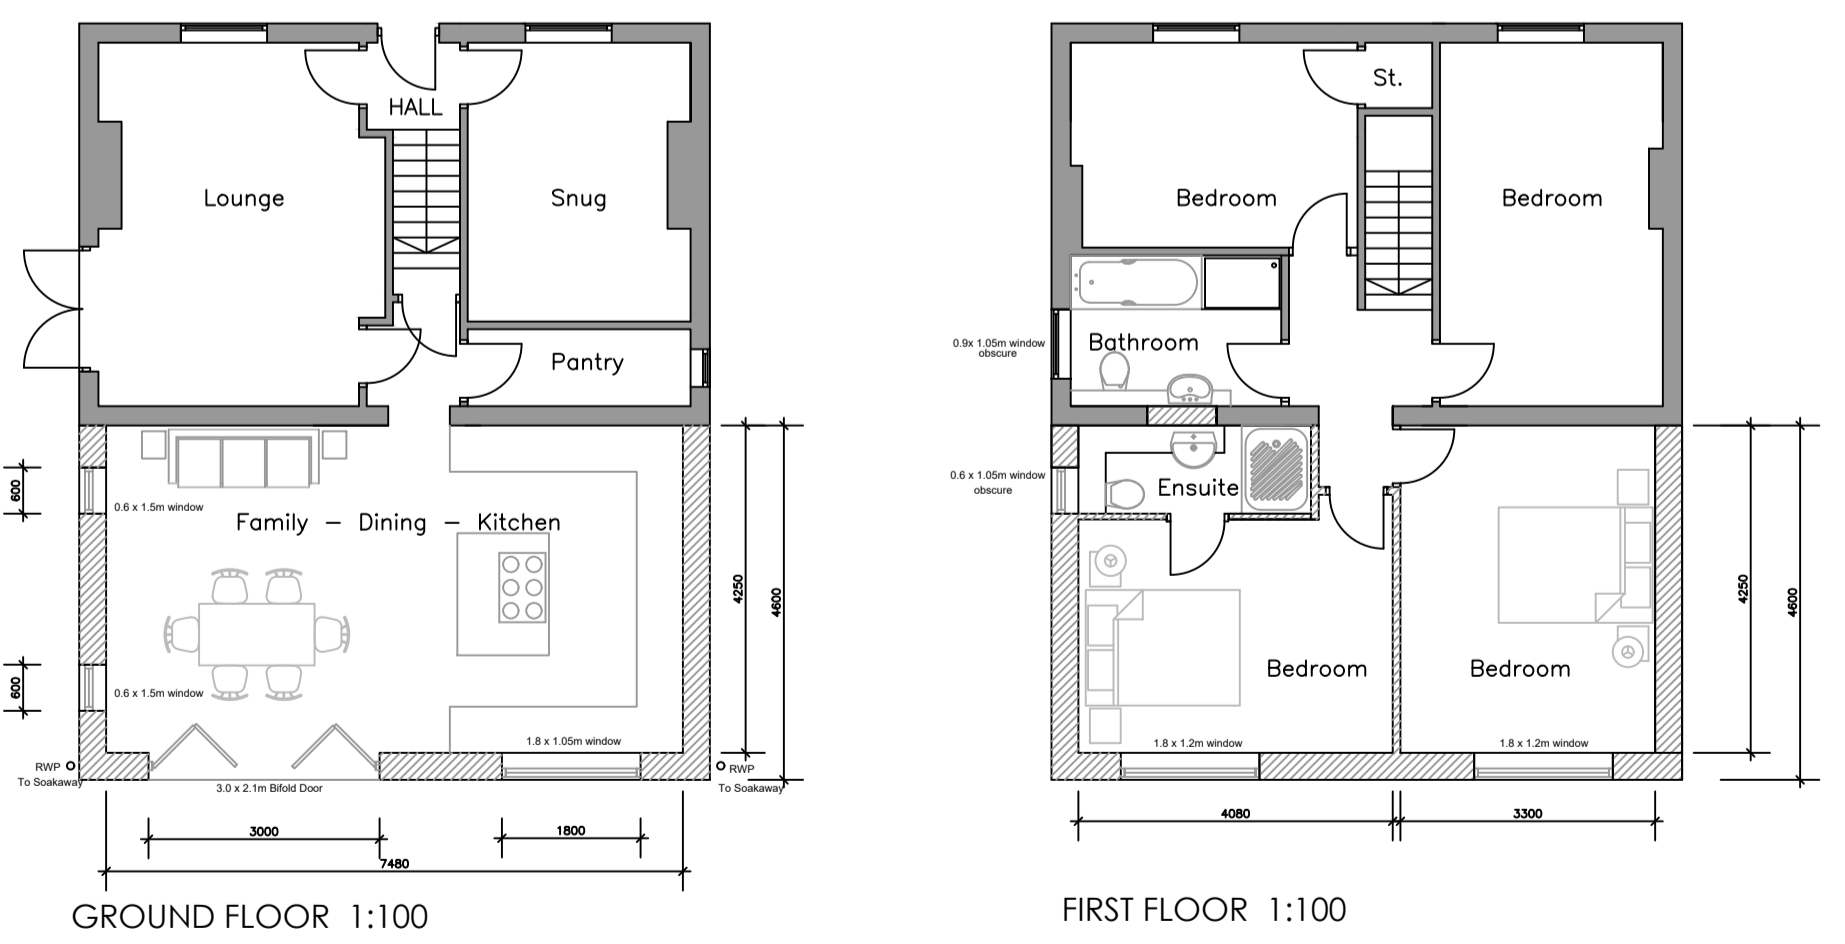 HALL
Lounge
Snug
Pantry
0.6 x 1.5m window
Family – Dining – Kitchen
600
600
0.6 x 1.5m window
4250
4600
1.8 x 1.05m window
RWP
To Soakaway
RWP
To Soakaway
3.0 x 2.1m Bifold Door
3000
1800
7480
GROUND FLOOR 1:100
St.
Bedroom
Bedroom
0.9x 1.05m window
obscure
Bathroom
0.6 x 1.05m window
obscure
Ensuite
4250
4600
Bedroom
Bedroom
1.8 x 1.2m window
1.8 x 1.2m window
4080
3300
FIRST FLOOR 1:100